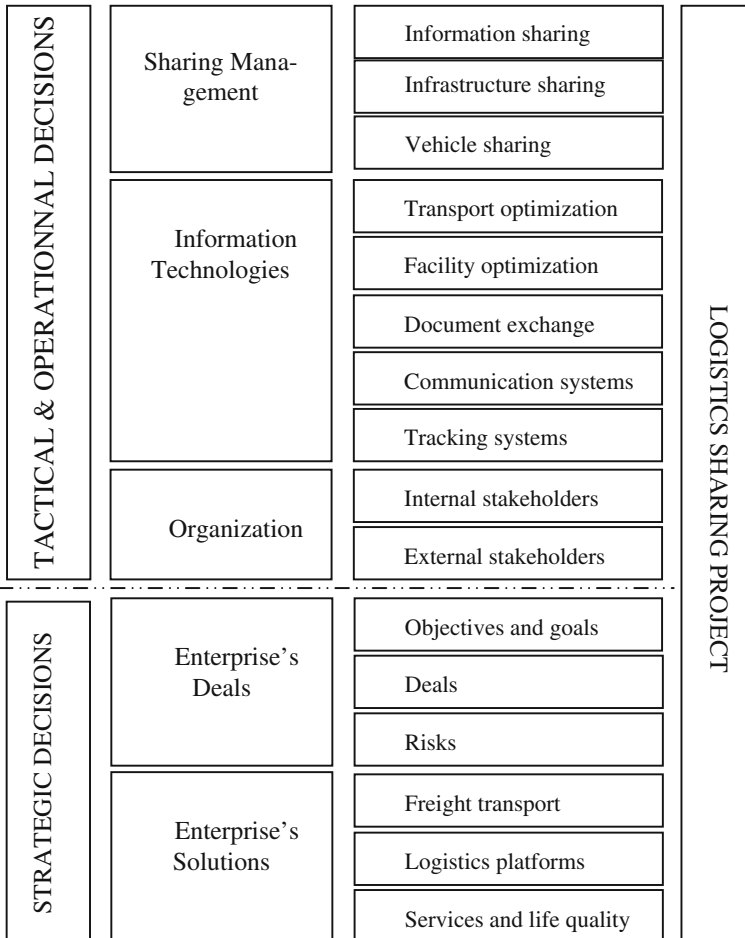 TACTICAL & OPERATIONNAL DECISIONS
Sharing Mana-
gement
Information sharing
Infrastructure sharing
Vehicle sharing
Information
Technologies
Transport optimization
Facility optimization
Document exchange
Communication systems
Tracking systems
Organization
Internal stakeholders
External stakeholders
STRATEGIC DECISIONS
Enterprise’s
Deals
Objectives and goals
Deals
Risks
Enterprise’s
Solutions
Freight transport
Logistics platforms
Services and life quality
LOGISTICS SHARING PROJECT